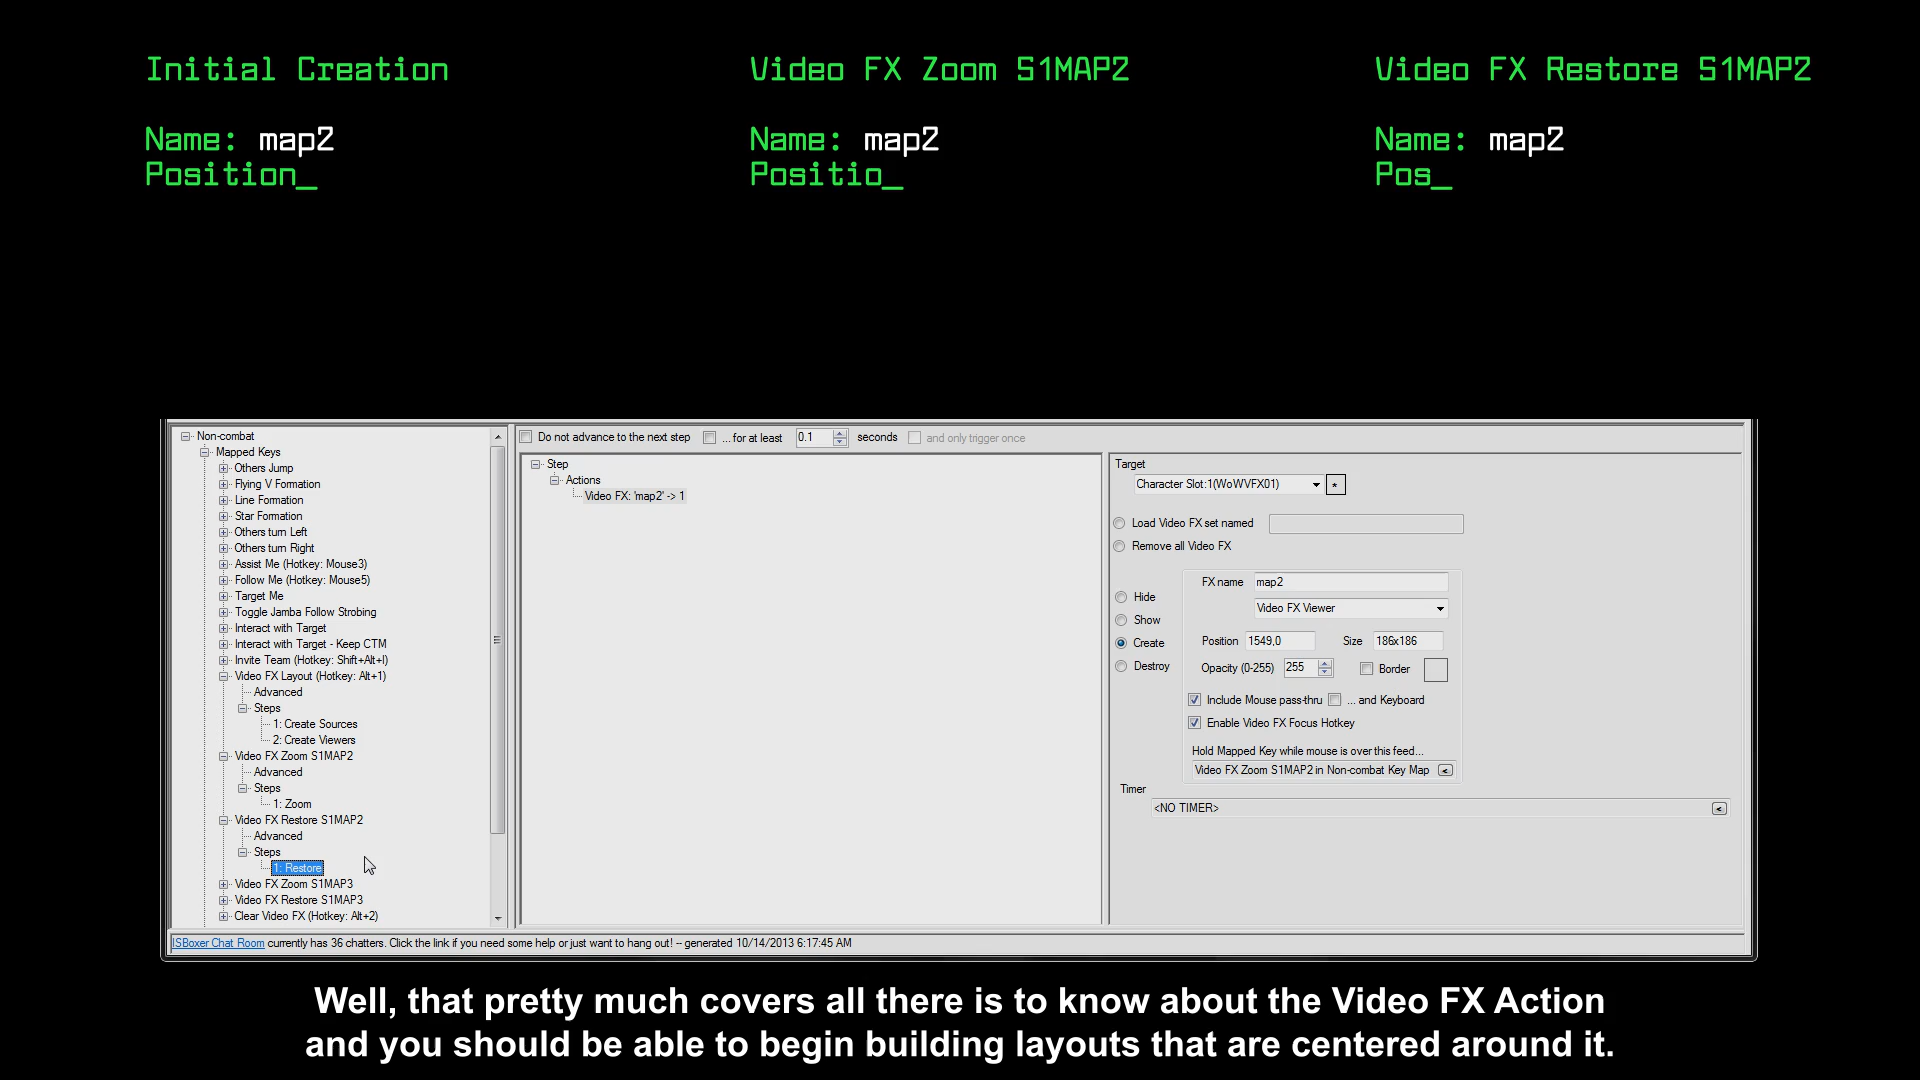 Initial Creation
Video FX Zoom S1MAP2
Video FX Restore S1MAP2
Name: map2
Name: map2
Name: map2
Position_
Positio_
Pos_
Non-combat
Mapped Keys
Others Jump
Flying V Formation
Line Formation
Star Formation
Others turn Left
Others turn Right
Assist Me (Hotkey: Mouse3)
Follow Me (Hotkey: Mouse5)
Target Me
Toggle Jamba Follow Strobing
Interact with Target
Interact with Target - Keep CTM
Invite Team (Hotkey: Shift+Alt+I)
Video FX Layout (Hotkey: Alt+1)
Advanced
Steps
1: Create Sources
2: Create Viewers
Video FX Zoom S1MAP2
Advanced
Steps
1: Zoom
Video FX Restore S1MAP2
Advanced
Steps
1: Restore
Video FX Zoom S1MAP3
Video FX Restore S1MAP3
Clear Video FX (Hotkey: Alt+2)
Do not advance to the next step ... for at least 0.1 seconds and only trigger once
Step
Actions
Video FX: 'map2' -> 1
Target
Character Slot:1(WoWVFX01) *
Load Video FX set named
Remove all Video FX
Hide
Show
Create
Destroy
FX name map2
Video FX Viewer
Position 1549,0 Size 186x186
Opacity (0-255) 255 Border
Include Mouse pass-thru ... and Keyboard
Enable Video FX Focus Hotkey
Hold Mapped Key while mouse is over this feed...
Video FX Zoom S1MAP2 in Non-combat Key Map <
Timer
<NO TIMER> <
ISBoxer Chat Room currently has 36 chatters. Click the link if you need some help or just want to hang out! -- generated 10/14/2013 6:17:45 AM
Well, that pretty much covers all there is to know about the Video FX Action
and you should be able to begin building layouts that are centered around it.